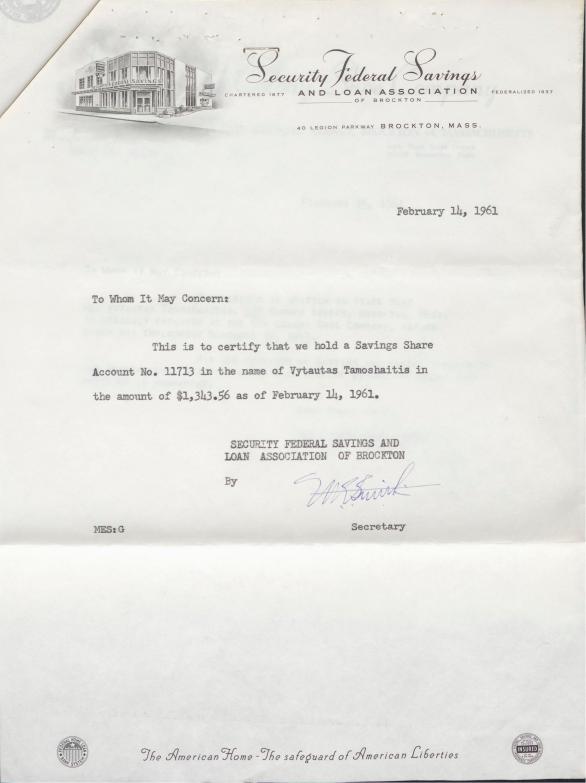 Security Federal Savings
CHARTERED 1877 AND LOAN ASSOCIATION FEDERALIZED 1937
OF BROCKTON
40 LEGION PARKWAY BROCKTON, MASS.
February 14, 1961
To Whom It May Concern:
This is to certify that we hold a Savings Share
Account No. 11713 in the name of Vytautas Tamoshaitis in
the amount of $1,343.56 as of February 14, 1961.
SECURITY FEDERAL SAVINGS AND
LOAN ASSOCIATION OF BROCKTON
By
MES:G Secretary
The American Home - The safeguard of American Liberties
INSURED